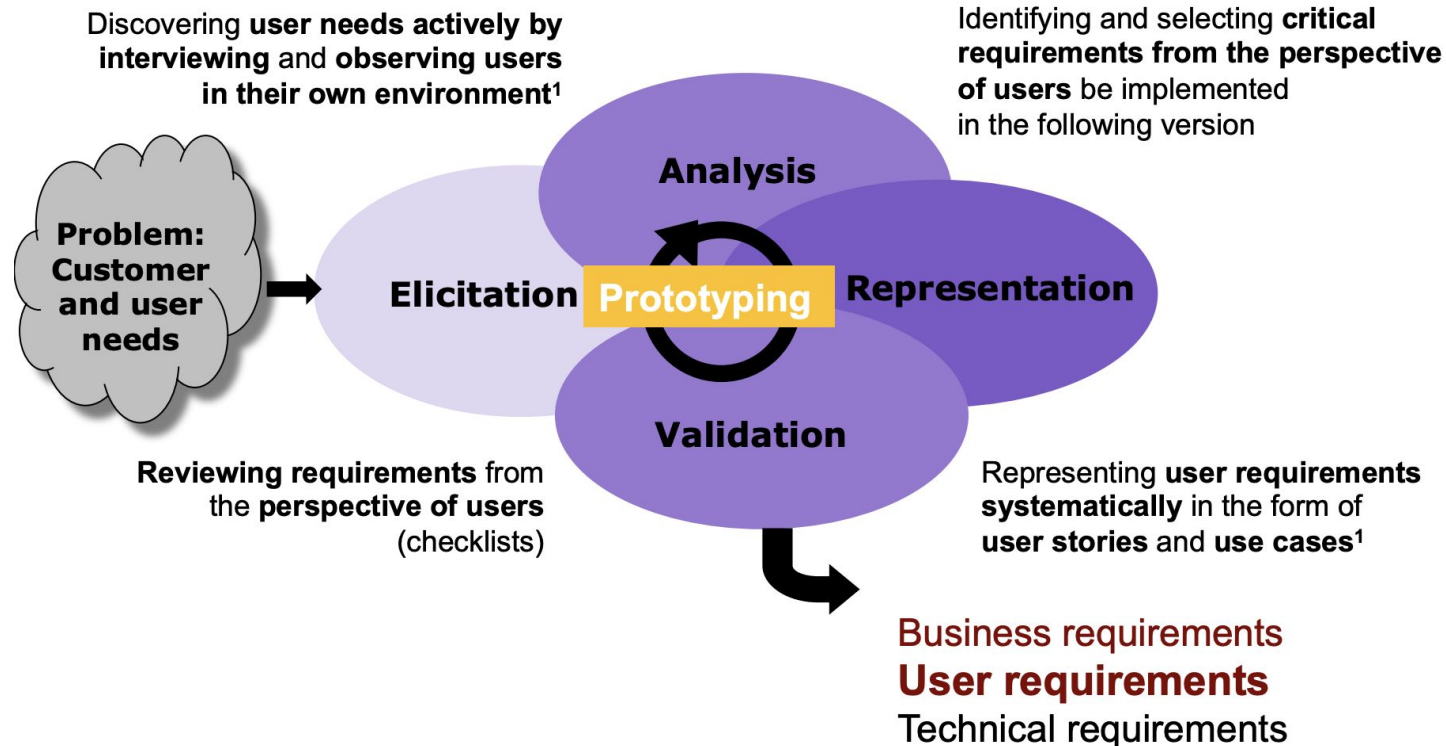 Discovering user needs actively by
interviewing and observing users
in their own environment¹
Identifying and selecting critical
requirements from the perspective
of users be implemented
in the following version
Problem:
Customer
and user
needs
Analysis
Elicitation
Prototyping
Representation
Validation
Reviewing requirements from
the perspective of users
(checklists)
Representing user requirements
systematically in the form of
user stories and use cases¹
Business requirements
User requirements
Technical requirements